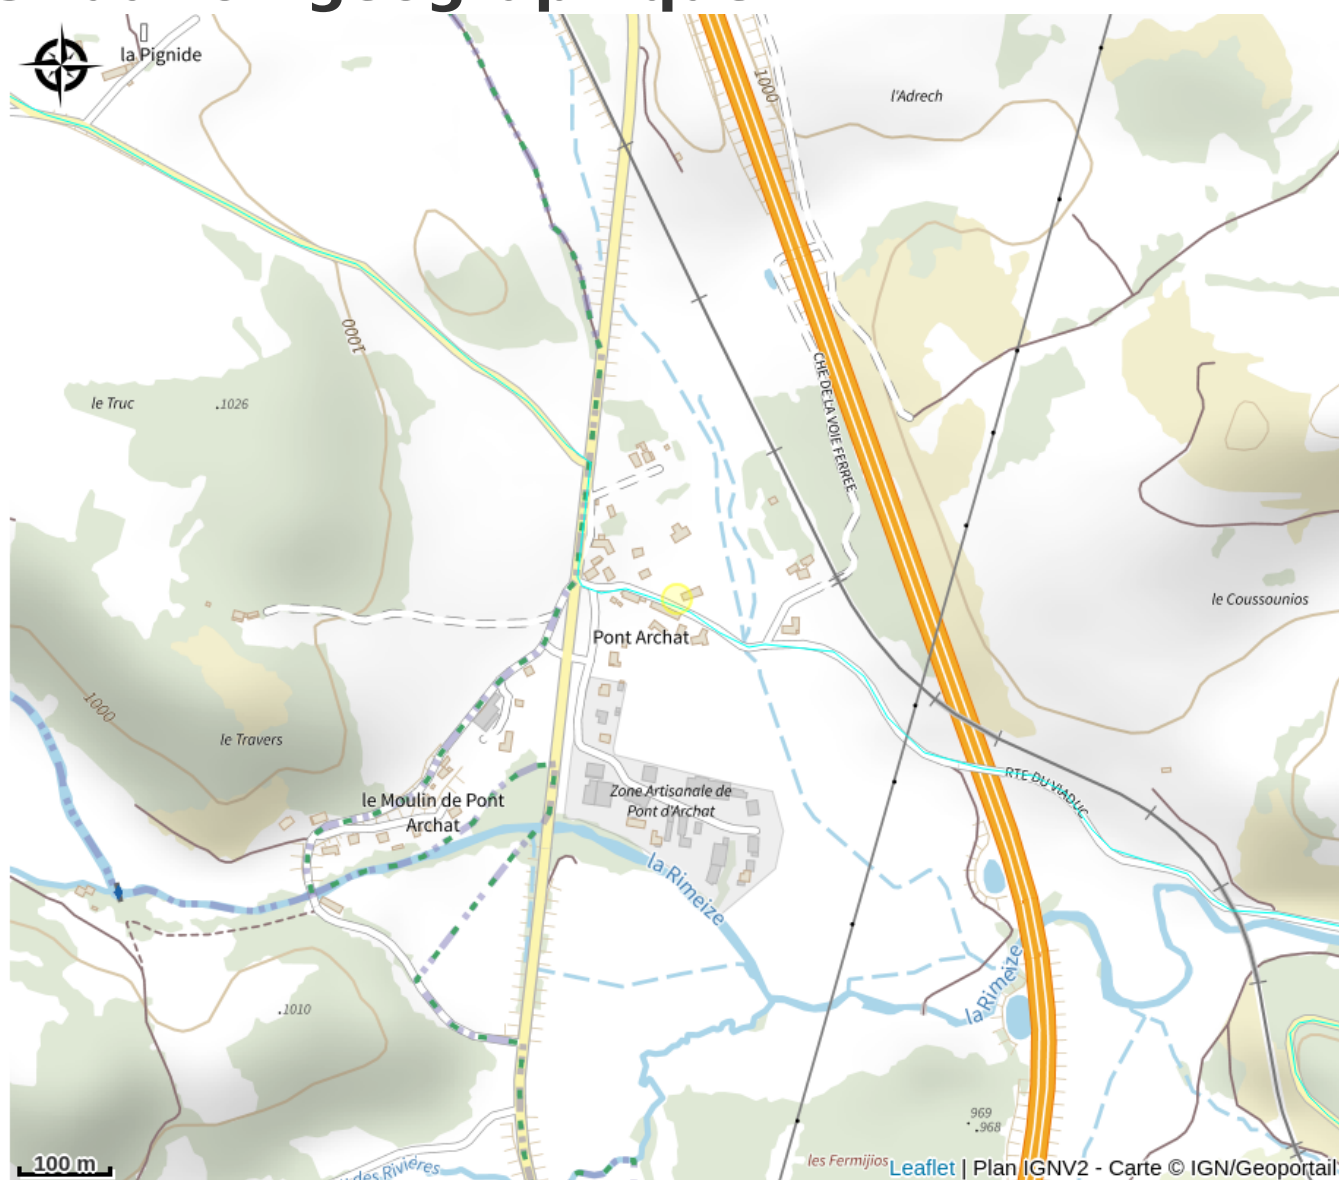 la Pignide
1000
l'Adrech
1000
le Truc
.1026
CHE DE LA VOIE FERREE
le Coussounios
Pont Archat
1000
le Travers
le Moulin de Pont
Archat
Zone Artisanale de
Pont d'Archat
RTE DU VIADUC
la Rimeize
la Rimeize
.1010
969
.968
les Fermijios
des Rivières
100 m
Leaflet | Plan IGNV2 - Carte © IGN/Geoportail